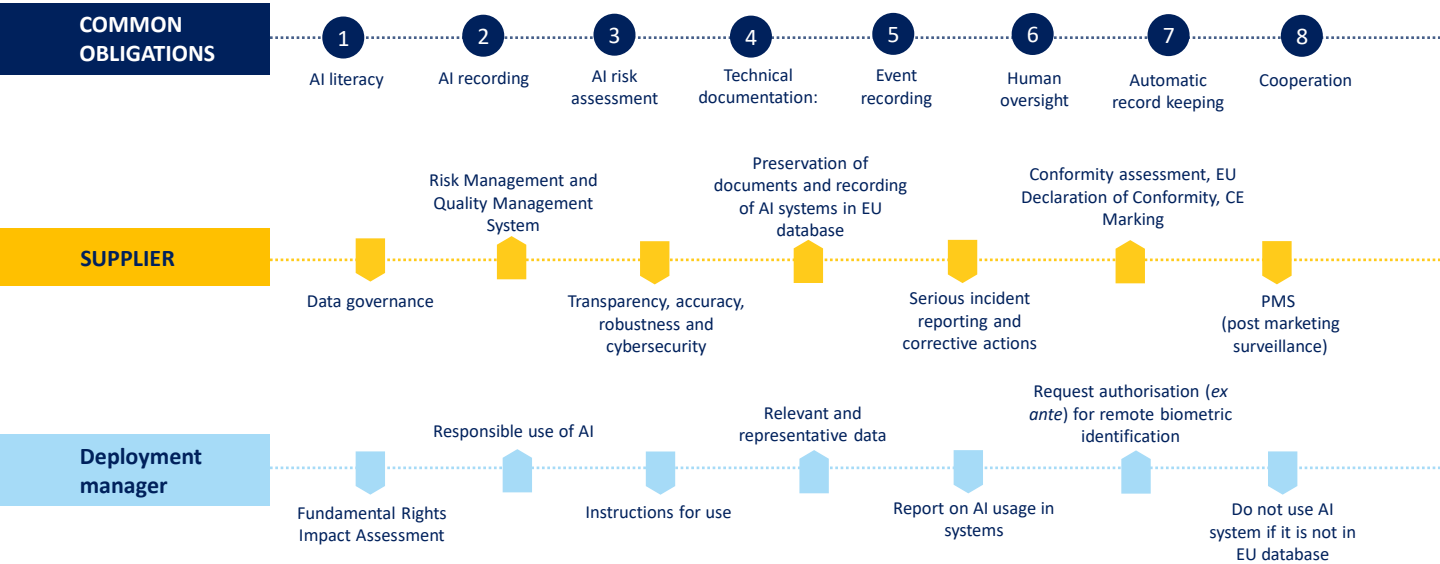 COMMON
OBLIGATIONS
1
2
3
4
5
6
7
8
AI literacy
AI recording
AI risk
assessment
Technical
documentation:
Event
recording
Human
oversight
Automatic
record keeping
Cooperation
SUPPLIER
Data governance
Risk Management and
Quality Management
System
Transparency, accuracy,
robustness and
cybersecurity
Preservation of
documents and recording
of AI systems in EU
database
Serious incident
reporting and
corrective actions
Conformity assessment, EU
Declaration of Conformity, CE
Marking
PMS
(post marketing
surveillance)
Deployment
manager
Fundamental Rights
Impact Assessment
Responsible use of AI
Instructions for use
Relevant and
representative data
Report on AI usage in
systems
Request authorisation (ex
ante) for remote biometric
identification
Do not use AI
system if it is not in
EU database